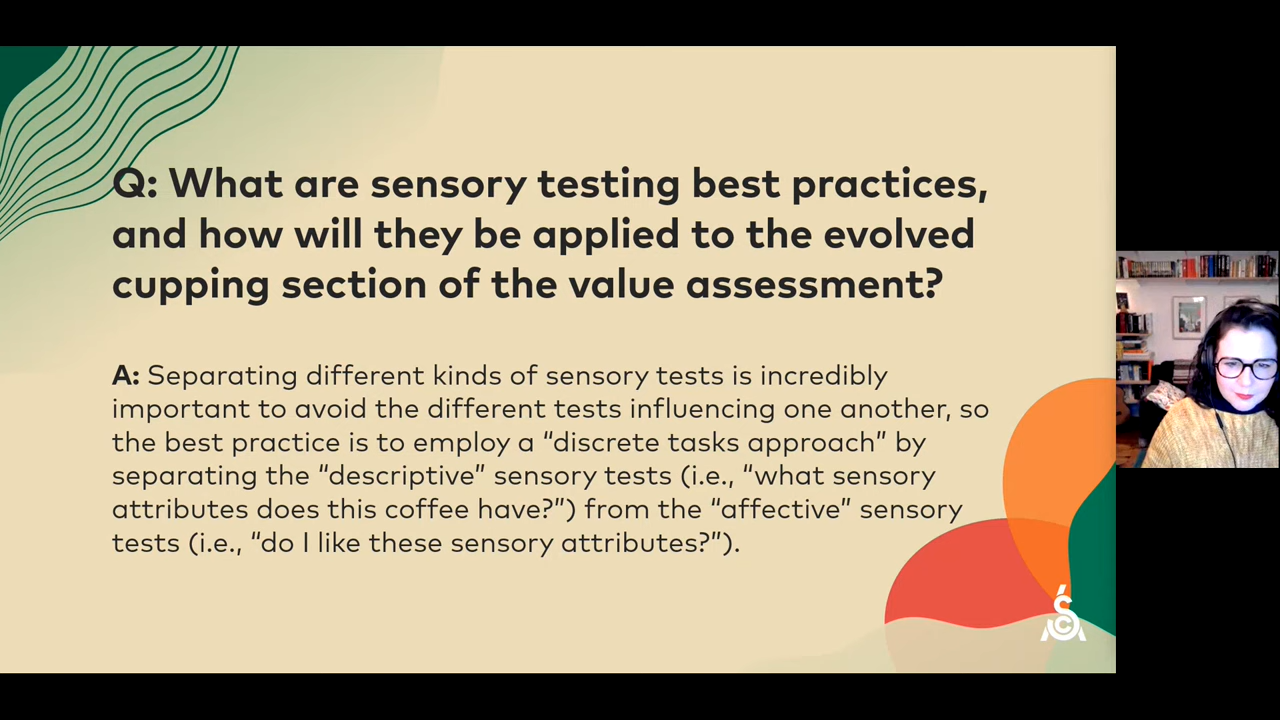 Q: What are sensory testing best practices,
and how will they be applied to the evolved
cupping section of the value assessment?
A: Separating different kinds of sensory tests is incredibly
important to avoid the different tests influencing one another, so
the best practice is to employ a “discrete tasks approach” by
separating the “descriptive” sensory tests (i.e., “what sensory
attributes does this coffee have?”) from the “affective” sensory
tests (i.e., “do I like these sensory attributes?”).
SCA